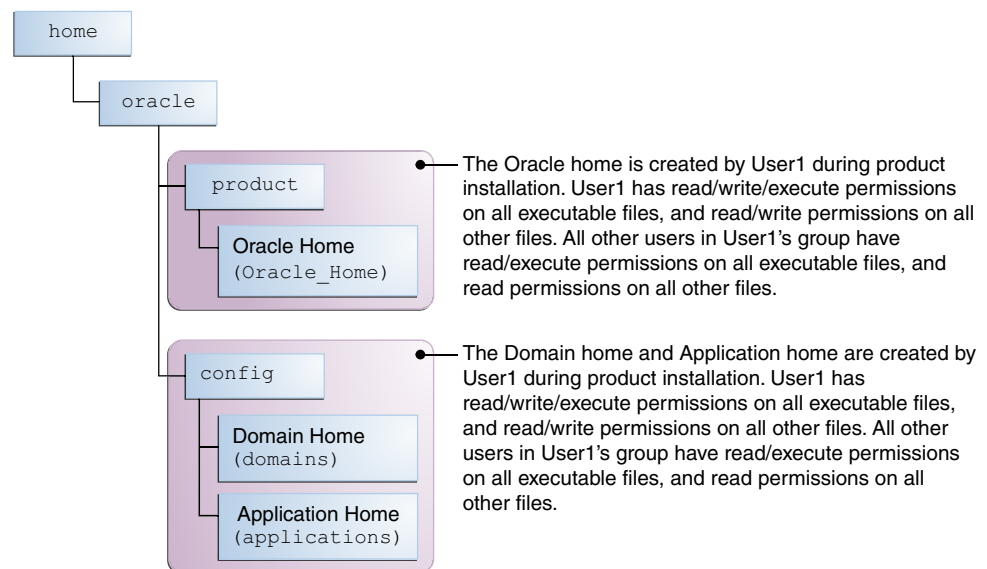 home
oracle
product
Oracle Home
(Oracle_Home)
The Oracle home is created by User1 during product
installation. User1 has read/write/execute permissions
on all executable files, and read/write permissions on all
other files. All other users in User1's group have
read/execute permissions on all executable files, and
read permissions on all other files.
config
Domain Home
(domains)
Application Home
(applications)
The Domain home and Application home are created by
User1 during product installation. User1 has
read/write/execute permissions on all executable files,
and read/write permissions on all other files. All other
users in User1's group have read/execute permissions
on all executable files, and read permissions on all
other files.